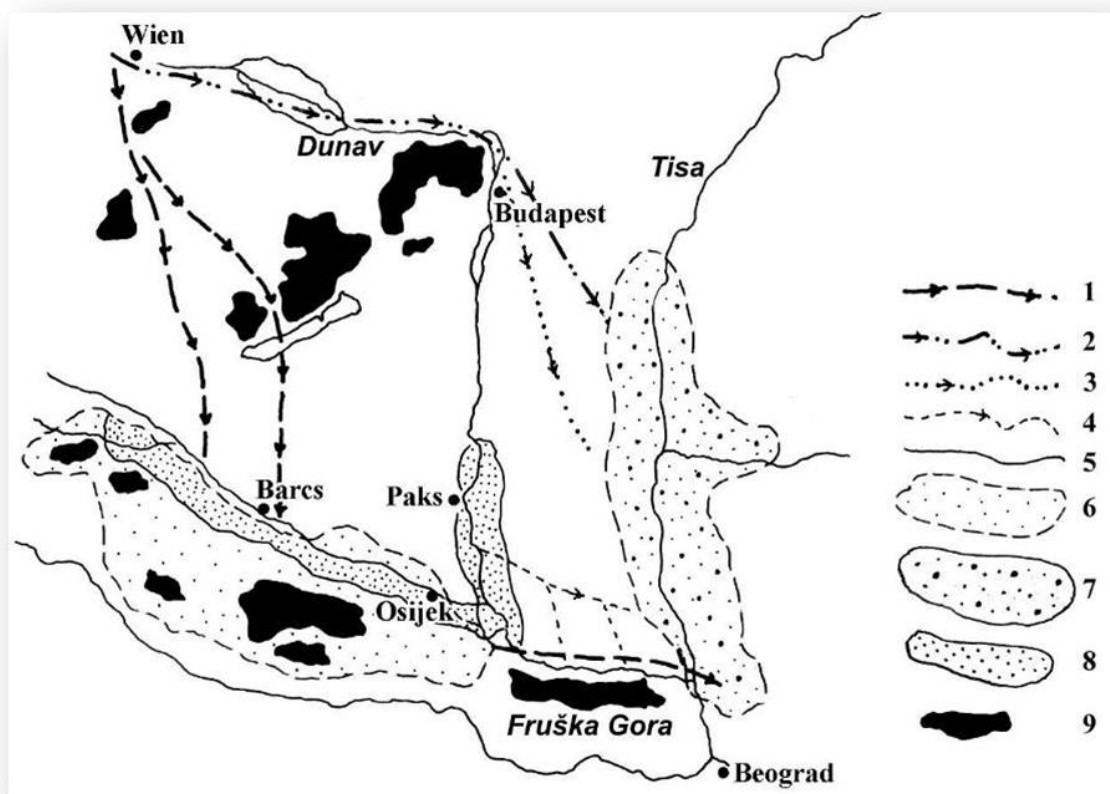 Wien
Dunav
Tisa
Budapest
Barcs
Paks
Osijek
Fruška Gora
Beograd
1
2
3
4
5
6
7
8
9